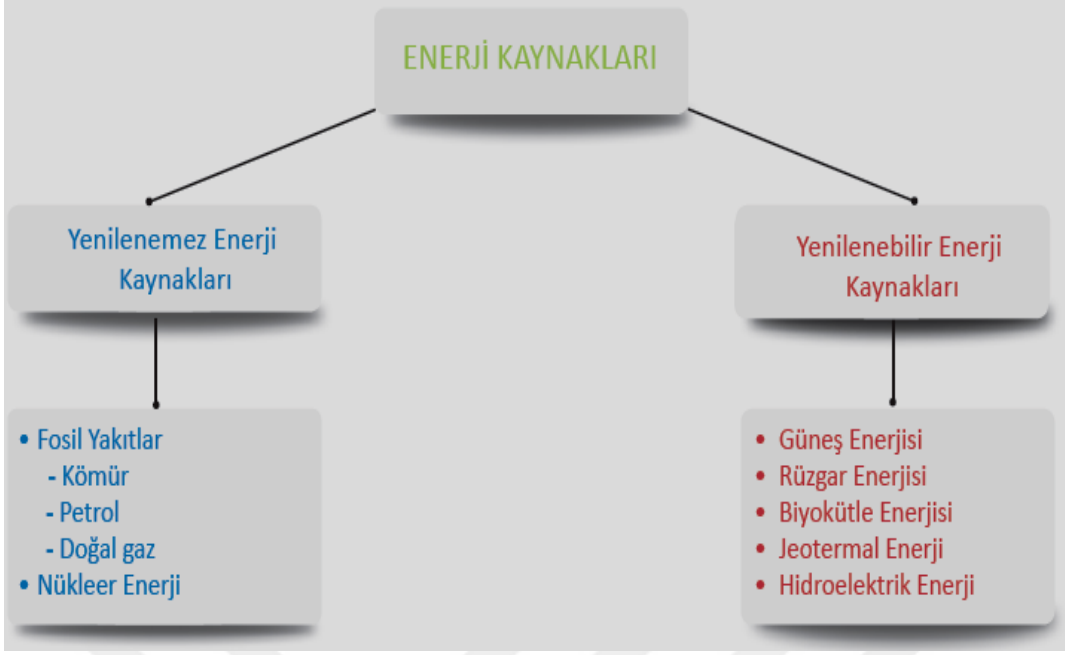 ENERJİ KAYNAKLARI
Yenilenemez Enerji
Kaynakları
• Fosil Yakıtlar
- Kömür
- Petrol
- Doğal gaz
• Nükleer Enerji
Yenilenebilir Enerji
Kaynakları
• Güneş Enerjisi
• Rüzgar Enerjisi
• Biyokütle Enerjisi
• Jeotermal Enerji
• Hidroelektrik Enerji